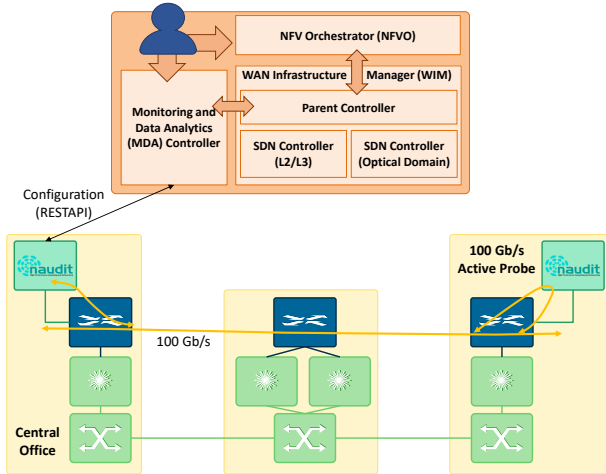 NFV Orchestrator (NFVO)
WAN Infrastructure Manager (WIM)
Monitoring and
Data Analytics
(MDA) Controller
Parent Controller
SDN Controller
(L2/L3)
SDN Controller
(Optical Domain)
Configuration
(RESTAPI)
naudit
100 Gb/s
Active Probe
naudit
100 Gb/s
Central
Office